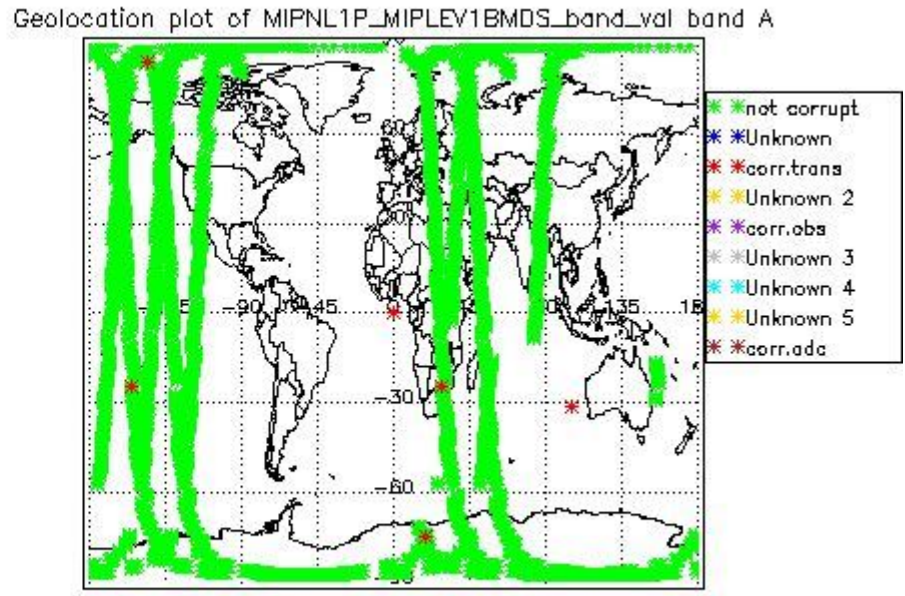 Geolocation plot of MIPNL1P_MIPLEV1BMDS_band_val band A
not corrupt
Unknown
corr.trans
Unknown 2
corr.obs
Unknown 3
Unknown 4
Unknown 5
corr.adc
60
-90
45
135
-30
-60